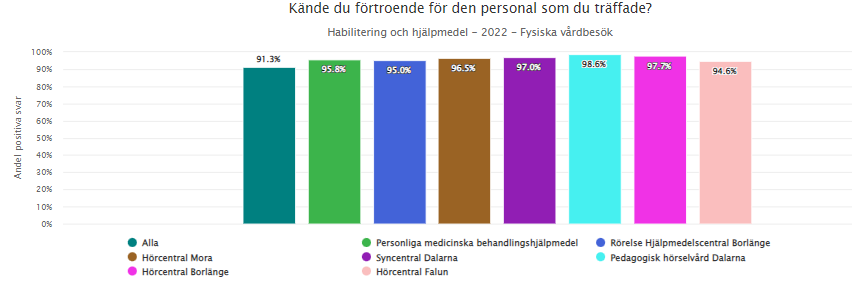 Kände du förtroende för den personal som du träffade?
Habilitering och hjälpmedel - 2022 - Fysiska vårdbesök
Andel positiva svar
100%
90%
80%
70%
60%
50%
40%
30%
20%
10%
0%
91.3%
95.8%
95.0%
96.5%
97.0%
98.6%
97.7%
94.6%
Alla
Personliga medicinska behandlingshjälpmedel
Rörelse Hjälpmedelscentral Borlänge
Hörcentral Mora
Syncentral Dalarna
Pedagogisk hörselvård Dalarna
Hörcentral Borlänge
Hörcentral Falun